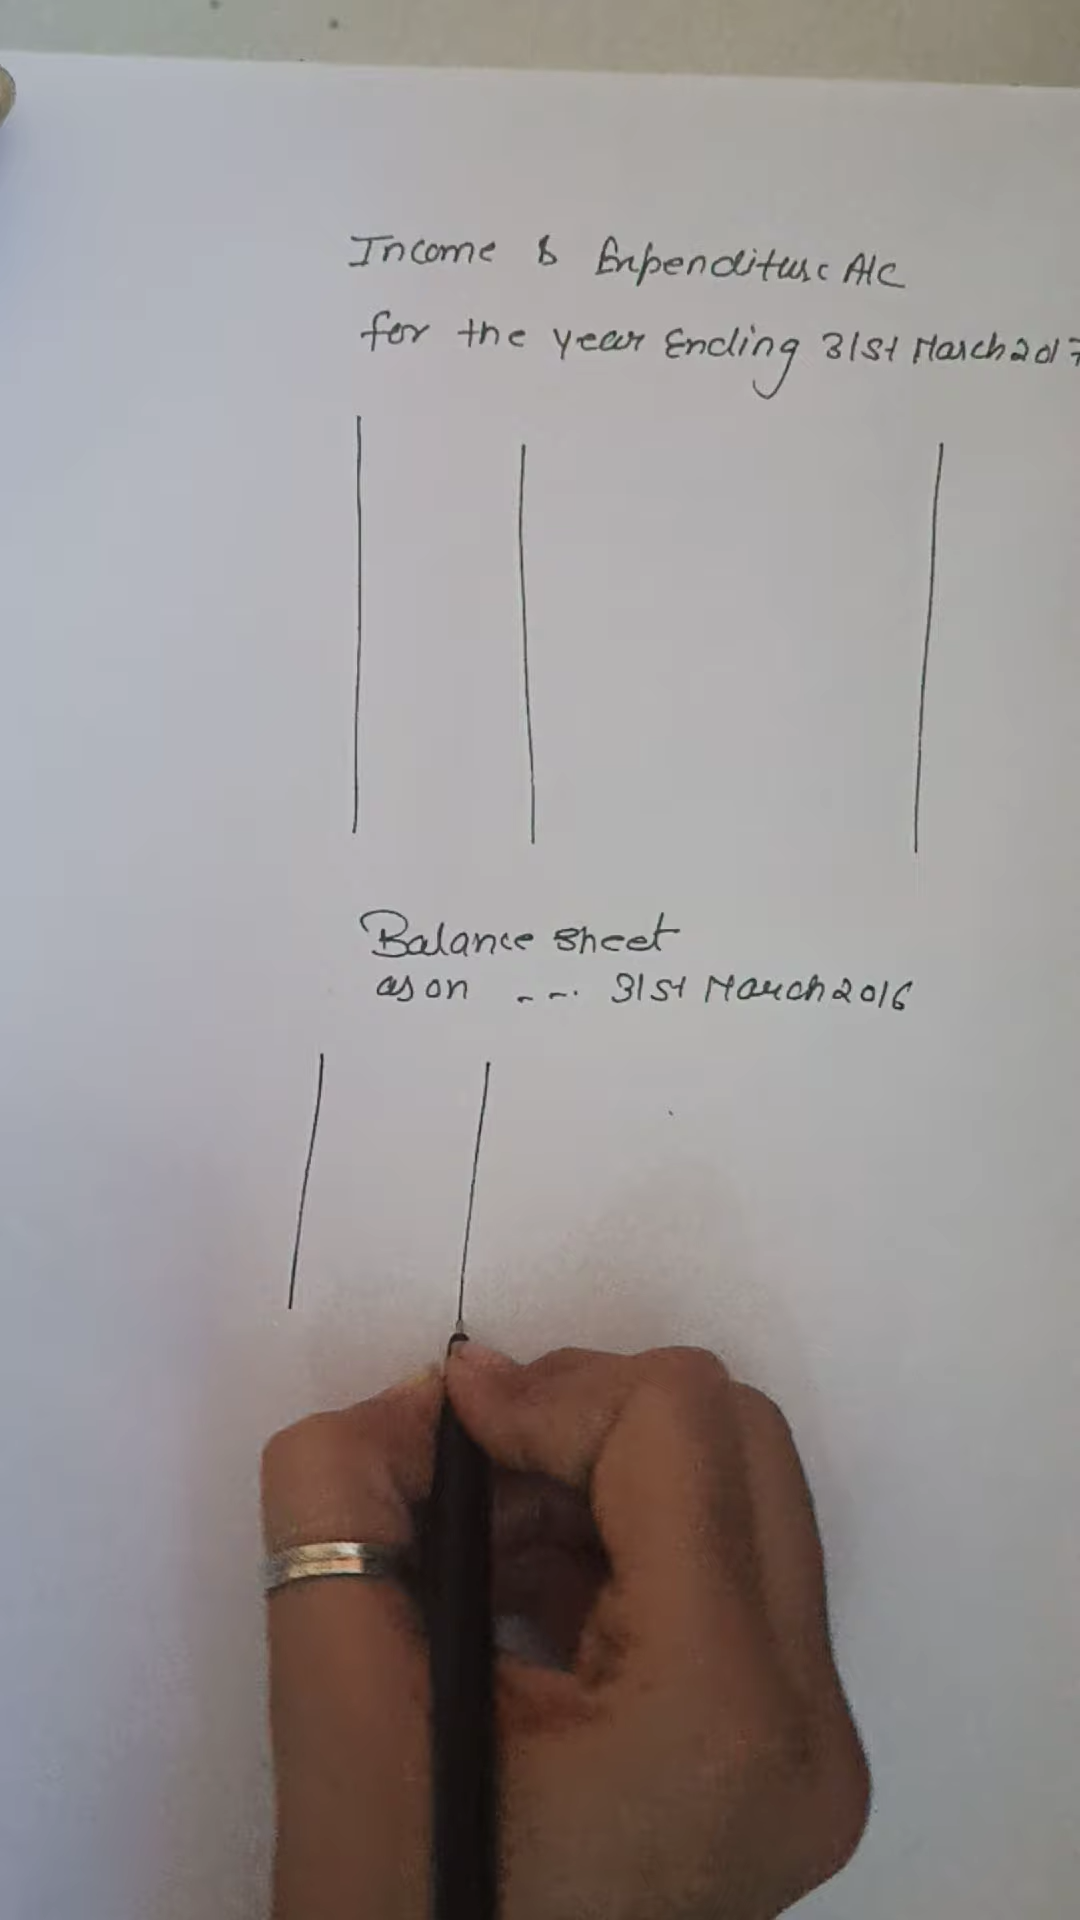 Income & Expenditure A/C
for the year Ending 31st March 2017
Balance sheet
as on --. 31st March 2016